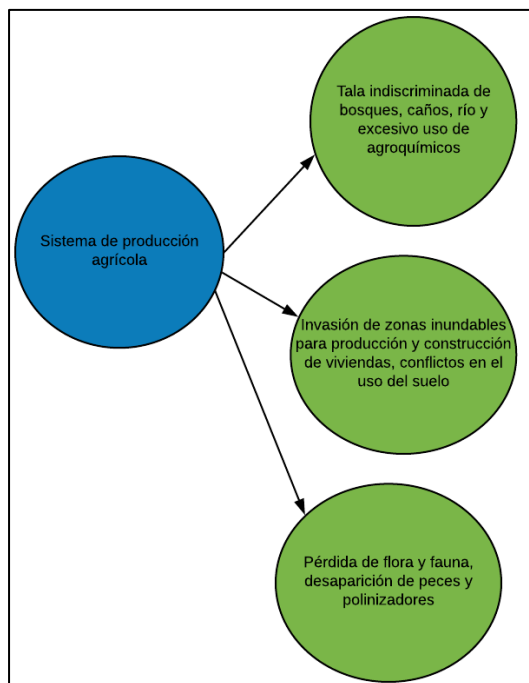 Sistema de producción
agrícola
Tala indiscriminada de
bosques, caños, río y
excesivo uso de
agroquímicos
Invasión de zonas inundables
para producción y construcción
de viviendas, conflictos en el
uso del suelo
Pérdida de flora y fauna,
desaparición de peces y
polinizadores